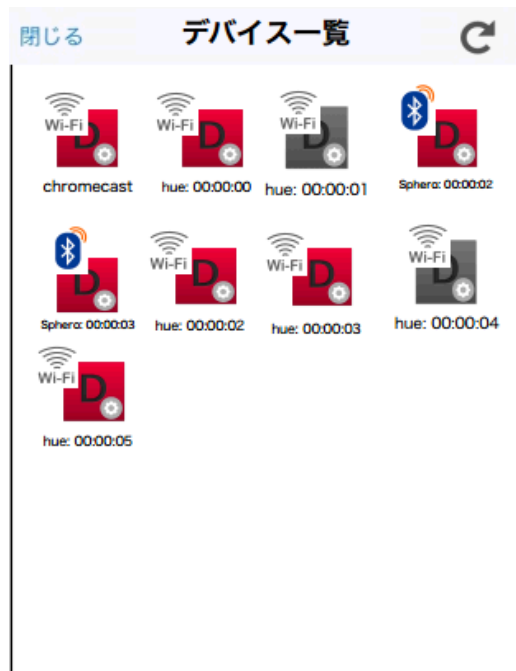 閉じる デバイス一覧
Wi-Fi Wi-Fi Wi-Fi
D D D D
chromecast hue: 00:00:00 hue: 00:00:01 Sphero: 00:00:02
Wi-Fi Wi-Fi Wi-Fi
D D D D
Sphero: 00:00:03 hue: 00:00:02 hue: 00:00:03 hue: 00:00:04
Wi-Fi
D
hue: 00:00:05